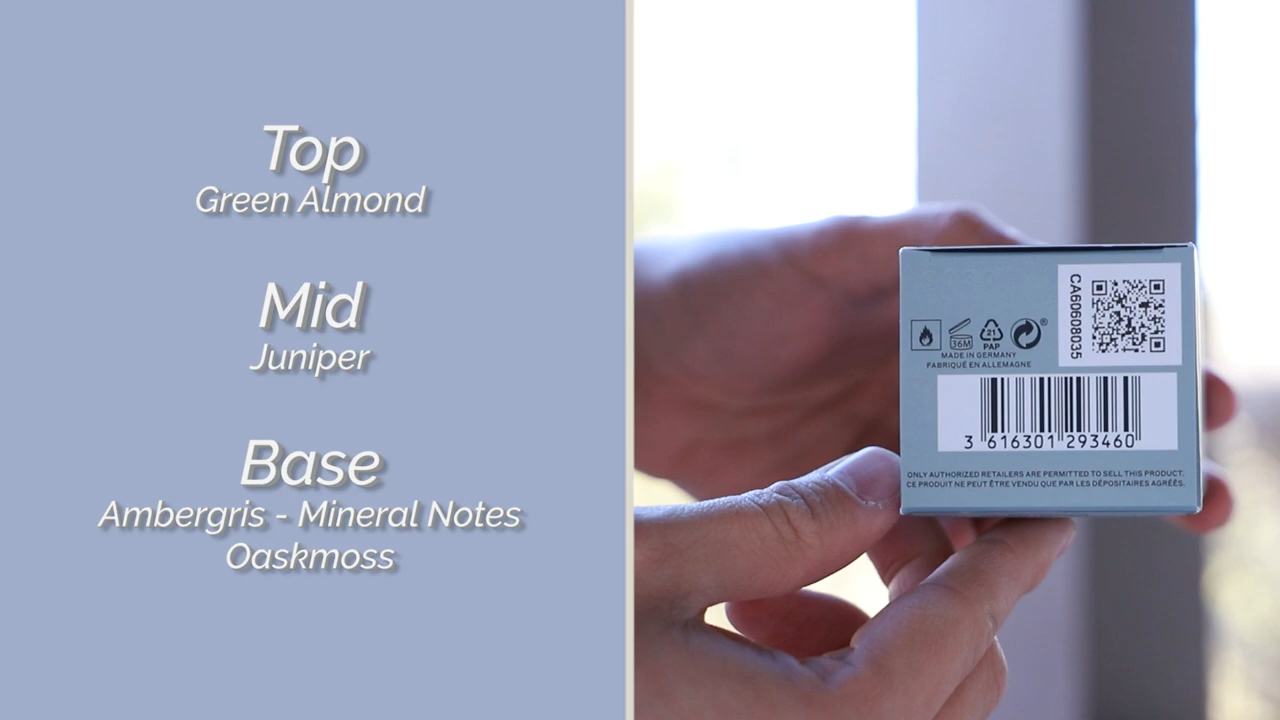 Top
Green Almond
Mid
Juniper
Base
Ambergris - Mineral Notes
Oaskmoss
CA60608035
36M
21
PAP
®
MADE IN GERMANY
FABRIQUÉ EN ALLEMAGNE
3 616301 293460
ONLY AUTHORIZED RETAILERS ARE PERMITTED TO SELL THIS PRODUCT.
CE PRODUIT NE PEUT ÊTRE VENDU QUE PAR LES DÉPOSITAIRES AGRÉÉS.